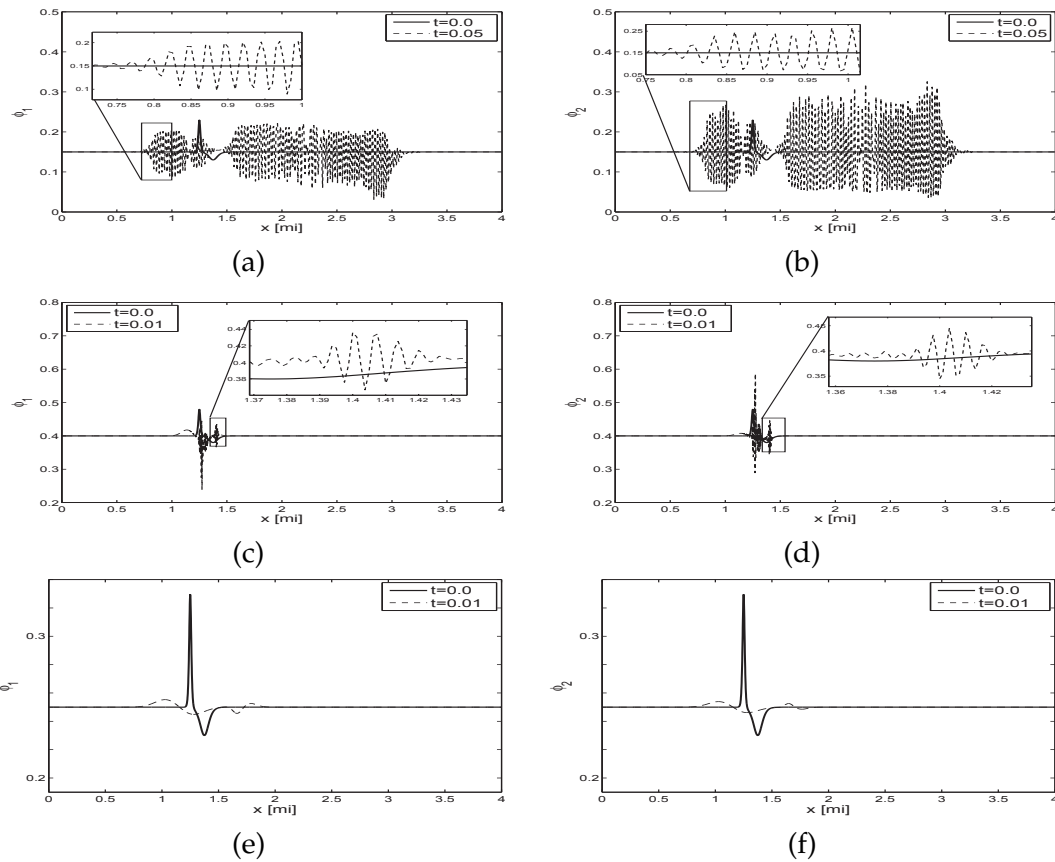 t=0.0
t=0.05
0.5
0.4
0.3
0.2
0.1
0
ϕ₁
0.2
0.15
0.1
0.75 0.8 0.85 0.9 0.95 1
0 0.5 1 1.5 2 2.5 3 3.5 4
x [mi]
(a)
t=0.0
t=0.05
0.5
0.4
0.3
0.2
0.1
0
ϕ₂
0.25
0.15
0.05
0.75 0.8 0.85 0.9 0.95 1
0 0.5 1 1.5 2 2.5 3 3.5 4
x [mi]
(b)
t=0.0
t=0.01
0.8
0.7
0.6
0.5
0.4
0.3
0.2
ϕ₁
0.44
0.42
0.4
0.38
1.37 1.38 1.39 1.4 1.41 1.42 1.43
0 0.5 1 1.5 2 2.5 3 3.5 4
x [mi]
(c)
t=0.0
t=0.01
0.8
0.7
0.6
0.5
0.4
0.3
0.2
ϕ₂
0.45
0.4
0.35
1.36 1.38 1.4 1.42
0 0.5 1 1.5 2 2.5 3 3.5 4
x [mi]
(d)
t=0.0
t=0.01
0.3
0.2
ϕ₁
0 0.5 1 1.5 2 2.5 3 3.5 4
x [mi]
(e)
t=0.0
t=0.01
0.3
0.2
ϕ₂
0 0.5 1 1.5 2 2.5 3 3.5 4
x [mi]
(f)